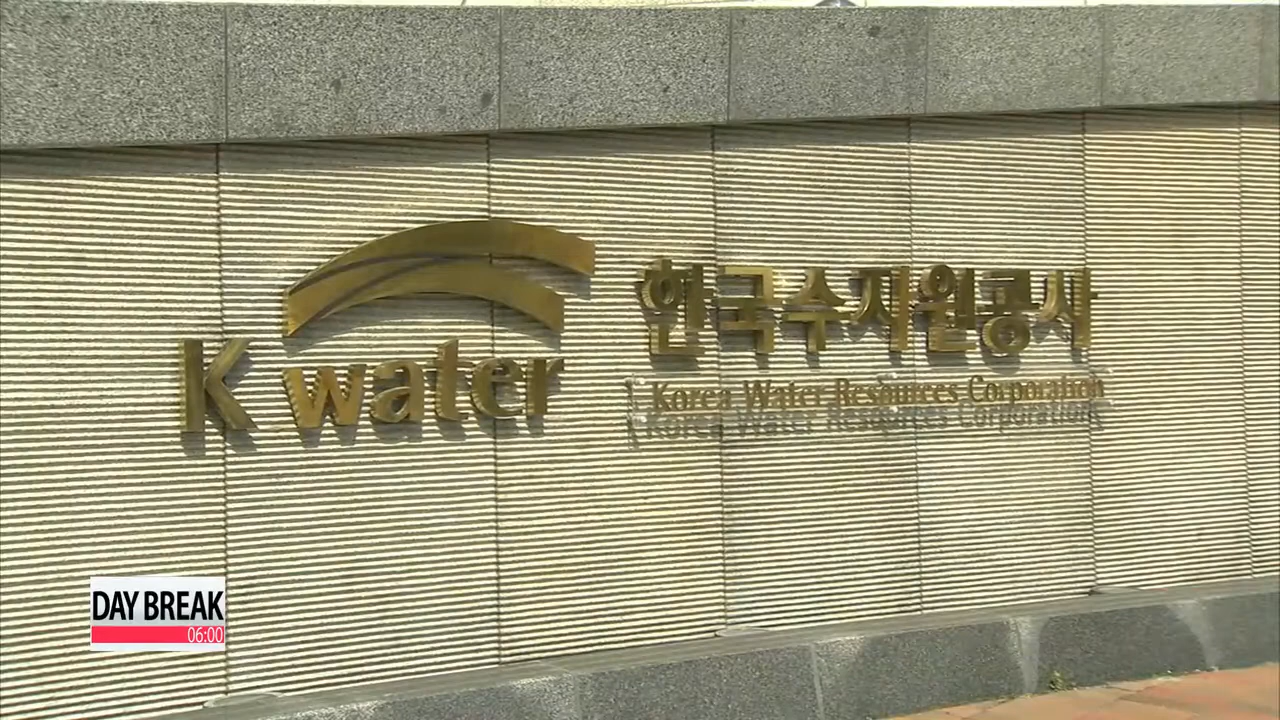 K water
한국수자원공사
Korea Water Resources Corporation
DAY BREAK
06:00